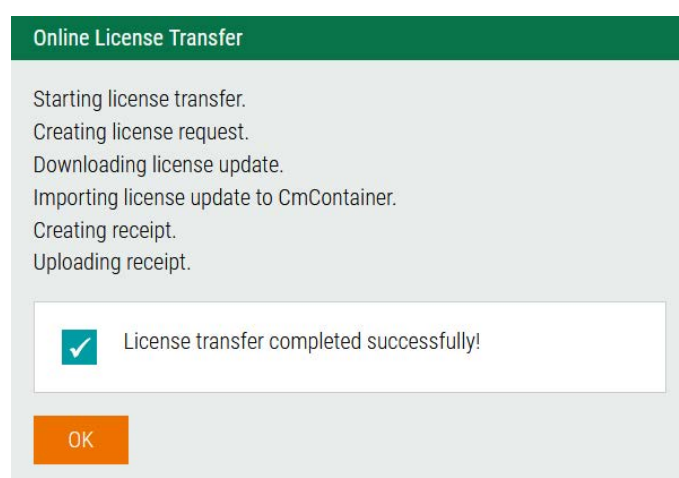 Online License Transfer
Starting license transfer.
Creating license request.
Downloading license update.
Importing license update to CmContainer.
Creating receipt.
Uploading receipt.
License transfer completed successfully!
OK